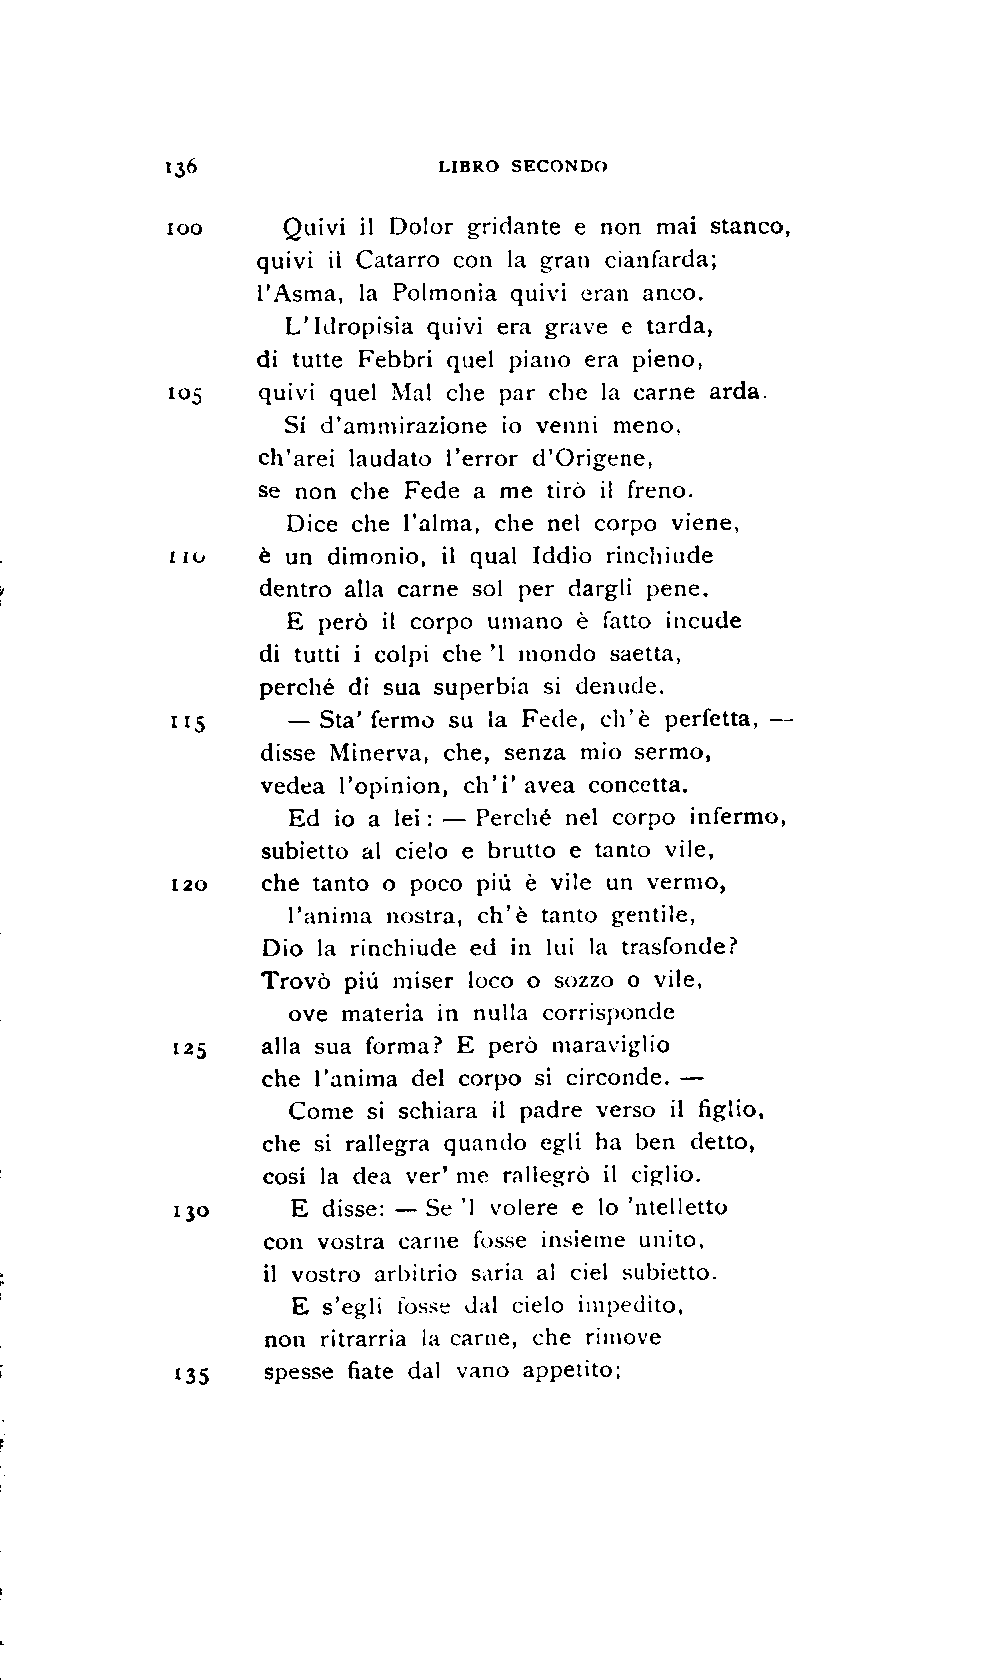 136 LIBRO SECONDO
100 Quivi il Dolor gridante e non mai stanco,
quivi il Catarro con la gran cianfarda;
l'Asma, la Polmonia quivi eran anco.
L'Idropisia quivi era grave e tarda,
di tutte Febbri quel piano era pieno,
105 quivi quel Mal che par che la carne arda.
Sí d'ammirazione io venni meno,
ch'arei laudato l'error d'Origene,
se non che Fede a me tirò il freno.
Dice che l'alma, che nel corpo viene,
110 è un dimonio, il qual Iddio rinchiude
dentro alla carne sol per dargli pene.
E però il corpo umano è fatto incude
di tutti i colpi che 'l mondo saetta,
perché di sua superbia si denude.
115 — Sta' fermo su la Fede, ch'è perfetta, —
disse Minerva, che, senza mio sermo,
vedea l'opinion, ch'i' avea concetta.
Ed io a lei: — Perché nel corpo infermo,
subietto al cielo e brutto e tanto vile,
120 che tanto o poco piú è vile un vermo,
l'anima nostra, ch'è tanto gentile,
Dio la rinchiude ed in lui la trasfonde?
Trovò piú miser loco o sozzo o vile,
ove materia in nulla corrisponde
125 alla sua forma? E però maraviglio
che l'anima del corpo si circonde. —
Come si schiara il padre verso il figlio,
che si rallegra quando egli ha ben detto,
cosí la dea ver' me rallegrò il ciglio.
130 E disse: — Se 'l volere e lo 'ntelletto
con vostra carne fosse insieme unito,
il vostro arbitrio saria al ciel subietto.
E s'egli fosse dal cielo impedito,
non ritrarria la carne, che rimove
135 spesse fiate dal vano appetito;